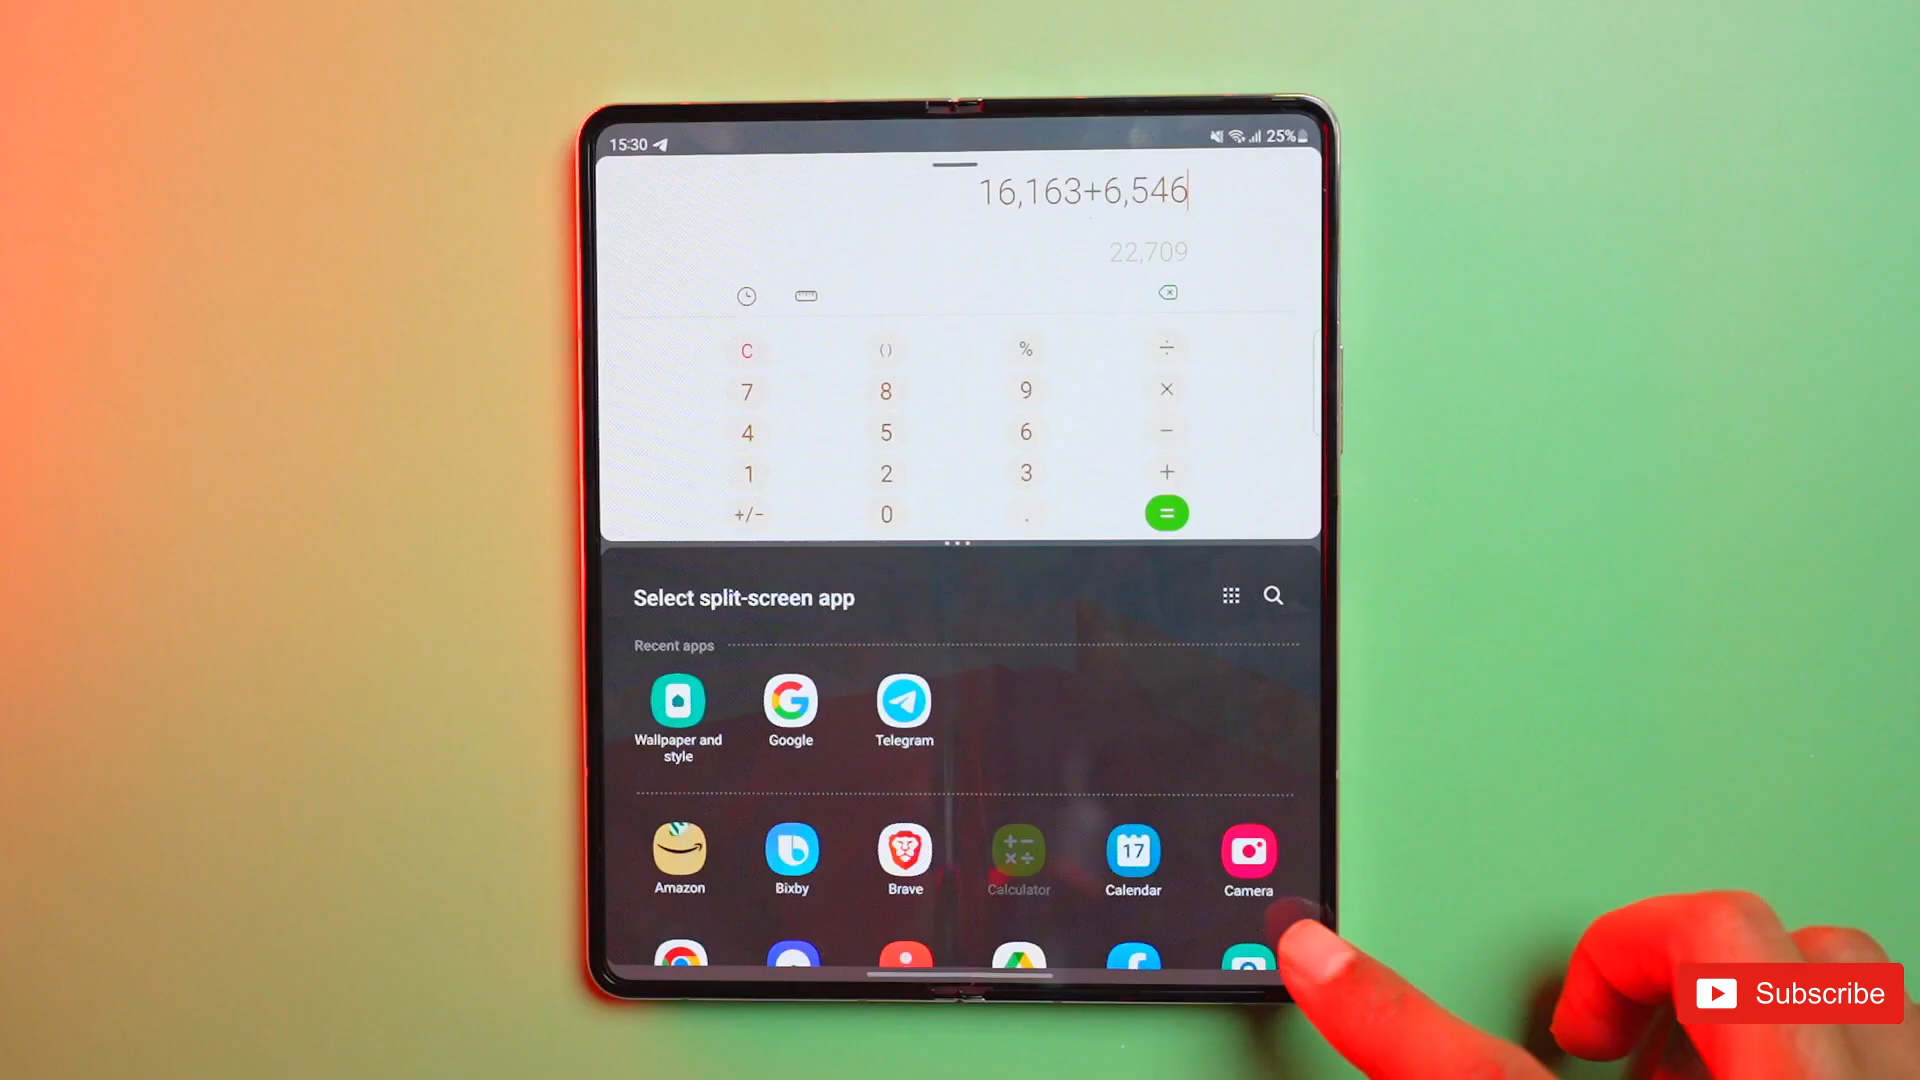 15:30
25%
16,163+6,546
22,709
C () % ÷
7 8 9 ×
4 5 6 −
1 2 3 +
+/− 0 . =
Select split-screen app
Recent apps
Wallpaper and
style
Google
Telegram
17
Amazon
Bixby
Brave
Calculator
Calendar
Camera
Subscribe